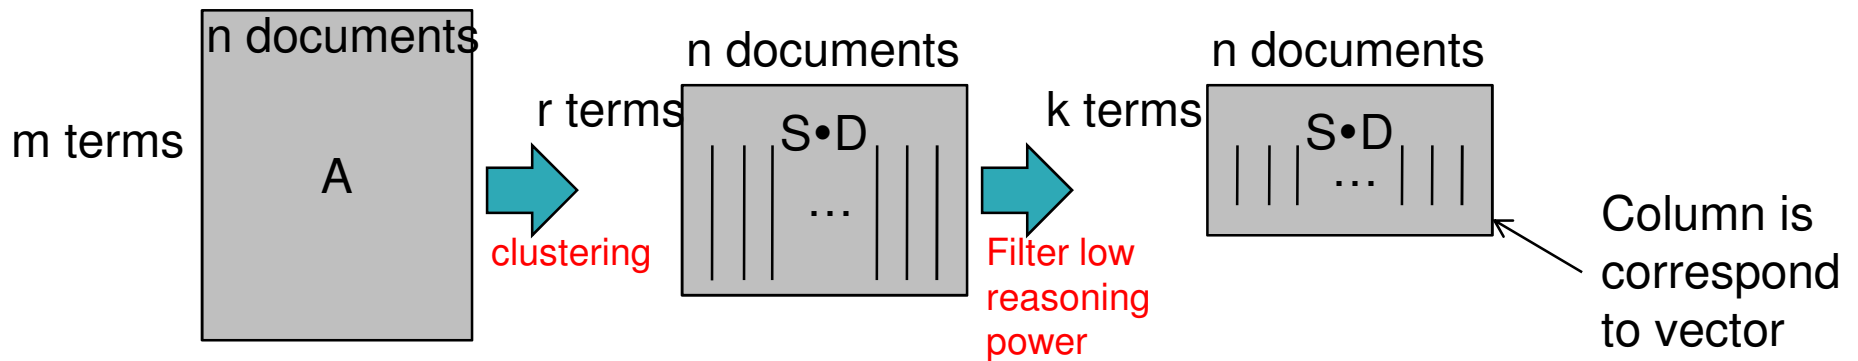 n documents
m terms
A
clustering
n documents
r terms
S•D
...
Filter low
reasoning
power
n documents
k terms
S•D
...
Column is
correspond
to vector